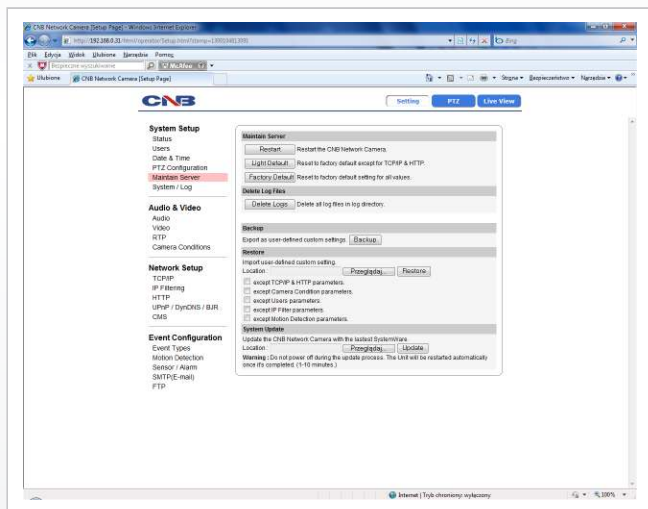 CNB Network Camera [Setup Page] - Windows Internet Explorer
Bing
Plik Edycja Widok Ulubione Narzędzia Pomoc
Bezpieczne wyszukiwanie McAfee
Ulubione CNB Network Camera [Setup Page] Strona Bezpieczeństwo Narzędzia
CNB Setting PTZ Live View
System Setup
Status
Users
Date & Time
PTZ Configuration
Maintain Server
System / Log
Audio & Video
Audio
Video
RTP
Camera Conditions
Network Setup
TCP/IP
IP Filtering
HTTP
UPnP / DynDNS / BJR
CMS
Event Configuration
Event Types
Motion Detection
Sensor / Alarm
SMTP(E-mail)
FTP
Maintain Server
Restart Restart the CNB Network Camera.
Light Default Reset to factory default except for TCP/IP & HTTP.
Factory Default Reset to factory default setting for all values.
Delete Log Files
Delete Logs Delete all log files in log directory.
Backup
Export as user-defined custom settings. Backup
Restore
Import user-defined custom setting.
Location: Przeglądaj... Restore
except TCP/IP & HTTP parameters.
except Camera Condition parameters.
except Users parameters.
except IP Filter parameters.
except Motion Detection parameters.
System Update
Update the CNB Network Camera with the lastest SystemWare.
Location: Przeglądaj... Update
Warning : Do not power off during the update process. The Unit will be restarted automatically
once it's completed. (1-10 minutes.)
Internet | Tryb chroniony: wyłączony 100%